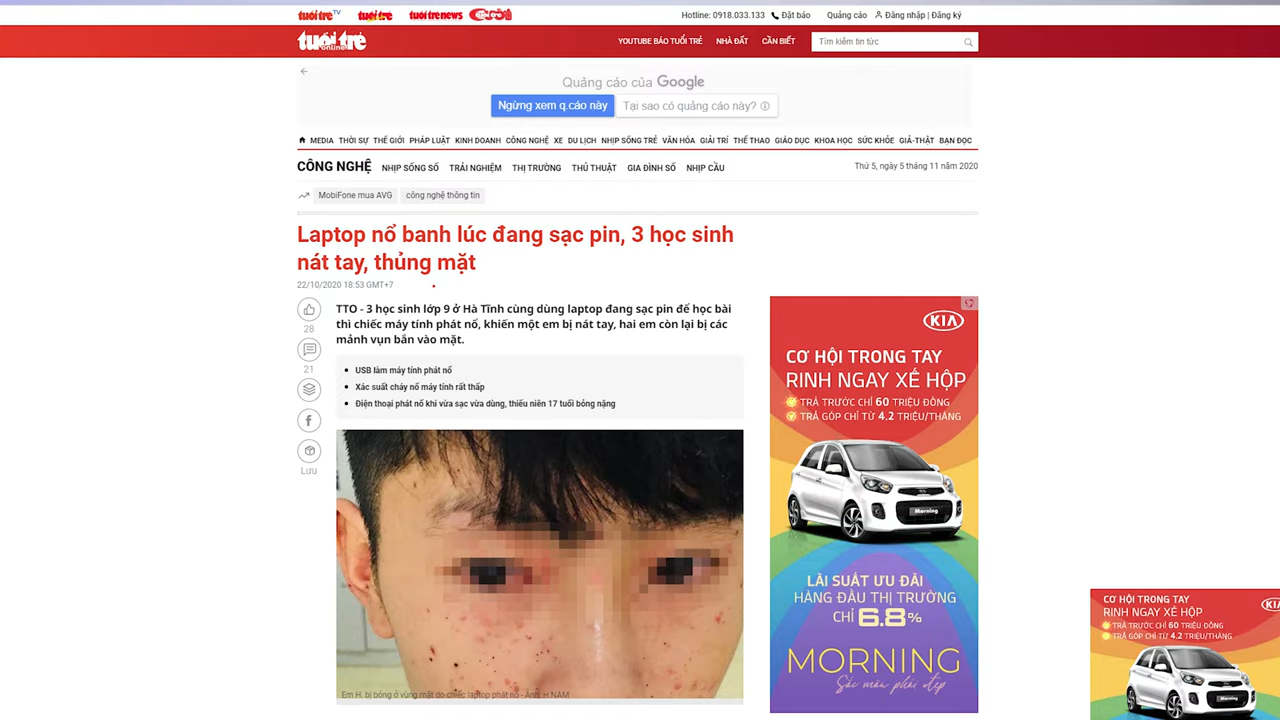 tuổi trẻ TV
tuổi trẻ
tuổi trẻ news
Hotline: 0918.033.133
Đặt báo
Quảng cáo
Đăng nhập | Đăng ký
tuổi trẻ online
YOUTUBE BÁO TUỔI TRẺ
NHÀ ĐẤT
CẦN BIẾT
Tìm kiếm tin tức
Quảng cáo của Google
Ngừng xem q.cáo này
Tại sao có quảng cáo này?
MEDIA THỜI SỰ THẾ GIỚI PHÁP LUẬT KINH DOANH CÔNG NGHỆ XE DU LỊCH NHỊP SỐNG TRẺ VĂN HÓA GIẢI TRÍ THỂ THAO GIÁO DỤC KHOA HỌC SỨC KHỎE GIẢ-THẬT BẠN ĐỌC
CÔNG NGHỆ NHỊP SỐNG SỐ TRẢI NGHIỆM THỊ TRƯỜNG THỦ THUẬT GIA ĐÌNH SỐ NHỊP CẦU
Thứ 5, ngày 5 tháng 11 năm 2020
MobiFone mua AVG
công nghệ thông tin
Laptop nổ banh lúc đang sạc pin, 3 học sinh
nát tay, thủng mặt
22/10/2020 18:53 GMT+7
TTO - 3 học sinh lớp 9 ở Hà Tĩnh cùng dùng laptop đang sạc pin để học bài
thì chiếc máy tính phát nổ, khiến một em bị nát tay, hai em còn lại bị các
mảnh vụn bắn vào mặt.
28
21
Lưu
USB làm máy tính phát nổ
Xác suất cháy nổ máy tính rất thấp
Điện thoại phát nổ khi vừa sạc vừa dùng, thiếu niên 17 tuổi bỏng nặng
Em H. bị bỏng ở vùng mặt do chiếc laptop phát nổ - Ảnh: H.NAM
KIA
CƠ HỘI TRONG TAY
RINH NGAY XẾ HỘP
TRẢ TRƯỚC CHỈ 60 TRIỆU ĐỒNG
TRẢ GÓP CHỈ TỪ 4.2 TRIỆU/THÁNG
Morning
LÃI SUẤT ƯU ĐÃI
HÀNG ĐẦU THỊ TRƯỜNG
CHỈ 6.8%
MORNING
Sắc màu phái đẹp
CƠ HỘI TRONG TAY
KIA
RINH NGAY XẾ HỘP
TRẢ TRƯỚC CHỈ 60 TRIỆU ĐỒNG
TRẢ GÓP CHỈ TỪ 4.2 TRIỆU/THÁNG
Morning